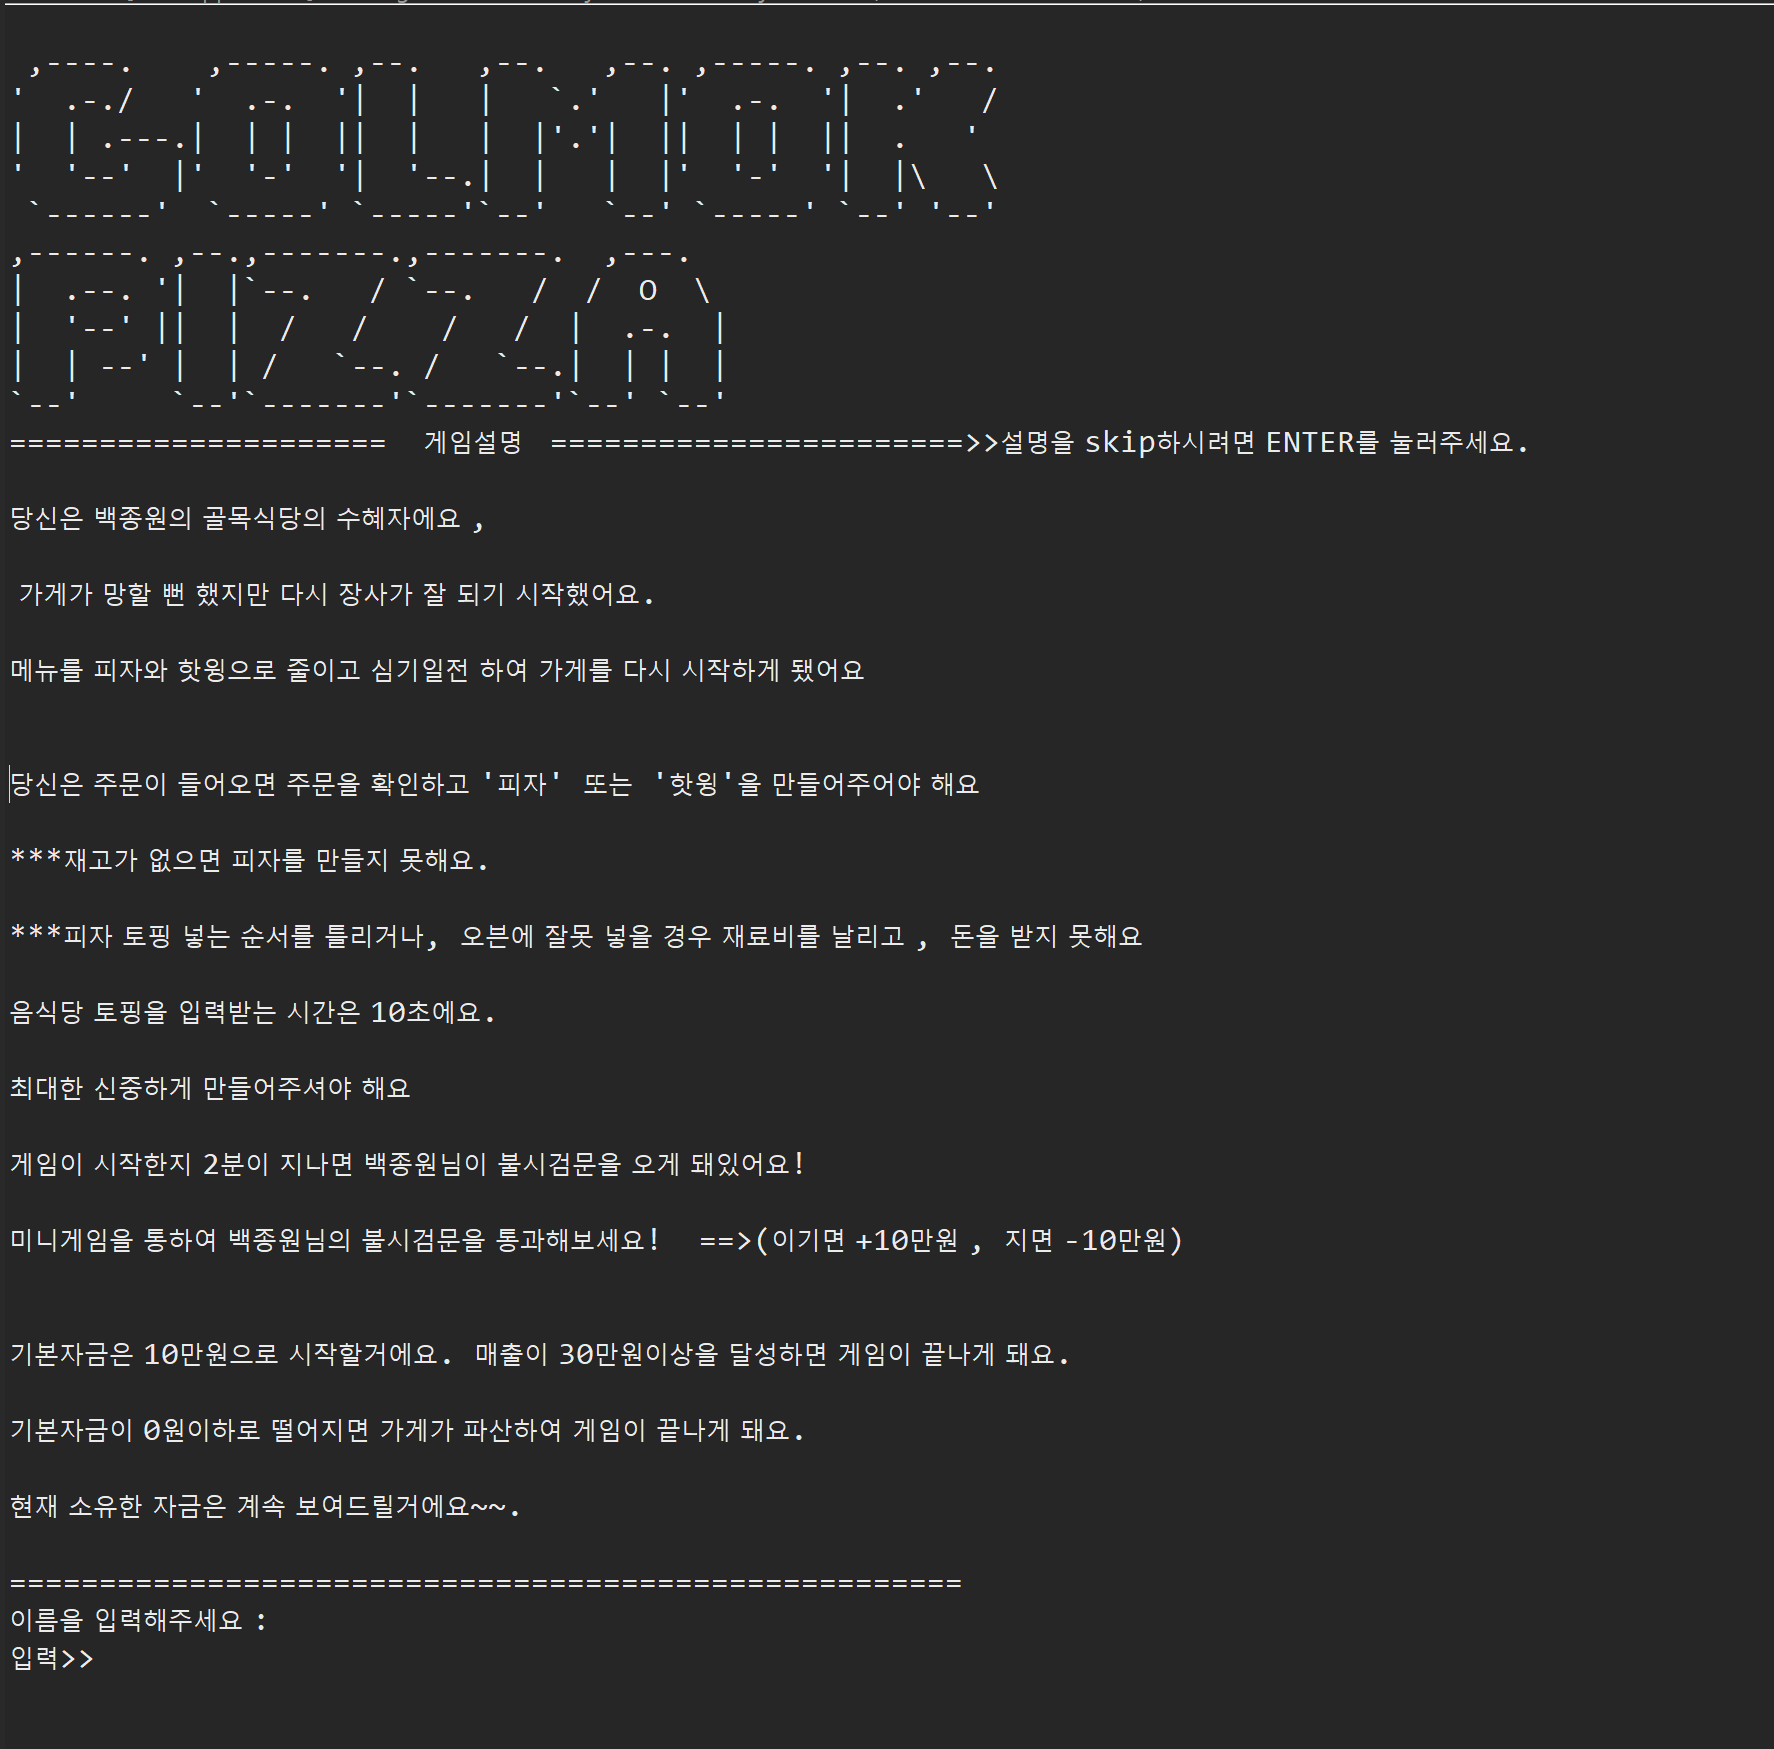 GOLMOK
PIZZA
===================== 게임설명 =======================>>설명을 skip하시려면 ENTER를 눌러주세요.
당신은 백종원의 골목식당의 수혜자에요 ,
가게가 망할 뻔 했지만 다시 장사가 잘 되기 시작했어요.
메뉴를 피자와 핫윙으로 줄이고 심기일전 하여 가게를 다시 시작하게 됐어요
당신은 주문이 들어오면 주문을 확인하고 '피자' 또는 '핫윙'을 만들어주어야 해요
***재고가 없으면 피자를 만들지 못해요.
***피자 토핑 넣는 순서를 틀리거나, 오븐에 잘못 넣을 경우 재료비를 날리고 , 돈을 받지 못해요
음식당 토핑을 입력받는 시간은 10초에요.
최대한 신중하게 만들어주셔야 해요
게임이 시작한지 2분이 지나면 백종원님이 불시검문을 오게 돼있어요!
미니게임을 통하여 백종원님의 불시검문을 통과해보세요! ==>(이기면 +10만원 , 지면 -10만원)
기본자금은 10만원으로 시작할거에요. 매출이 30만원이상을 달성하면 게임이 끝나게 돼요.
기본자금이 0원이하로 떨어지면 가게가 파산하여 게임이 끝나게 돼요.
현재 소유한 자금은 계속 보여드릴거에요~~.
=====================================================
이름을 입력해주세요 :
입력>>